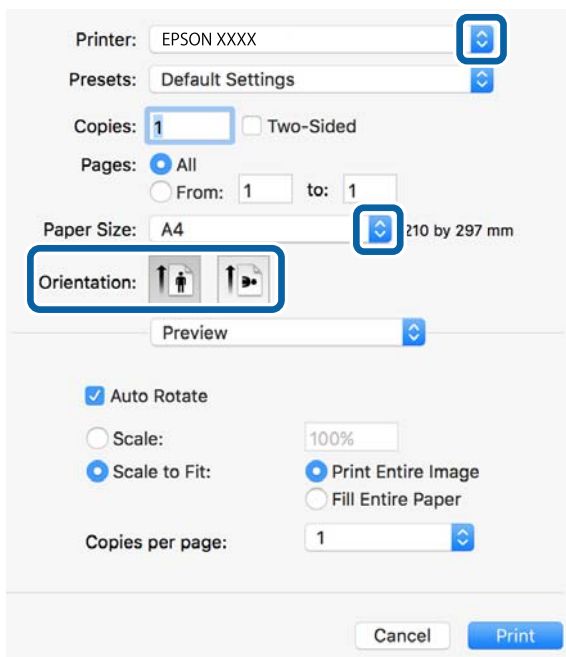 Printer: EPSON XXXX
Presets: Default Settings
Copies: 1 Two-Sided
Pages: All
From: 1 to: 1
Paper Size: A4 210 by 297 mm
Orientation:
Preview
Auto Rotate
Scale: 100%
Scale to Fit: Print Entire Image
Fill Entire Paper
Copies per page: 1
Cancel Print